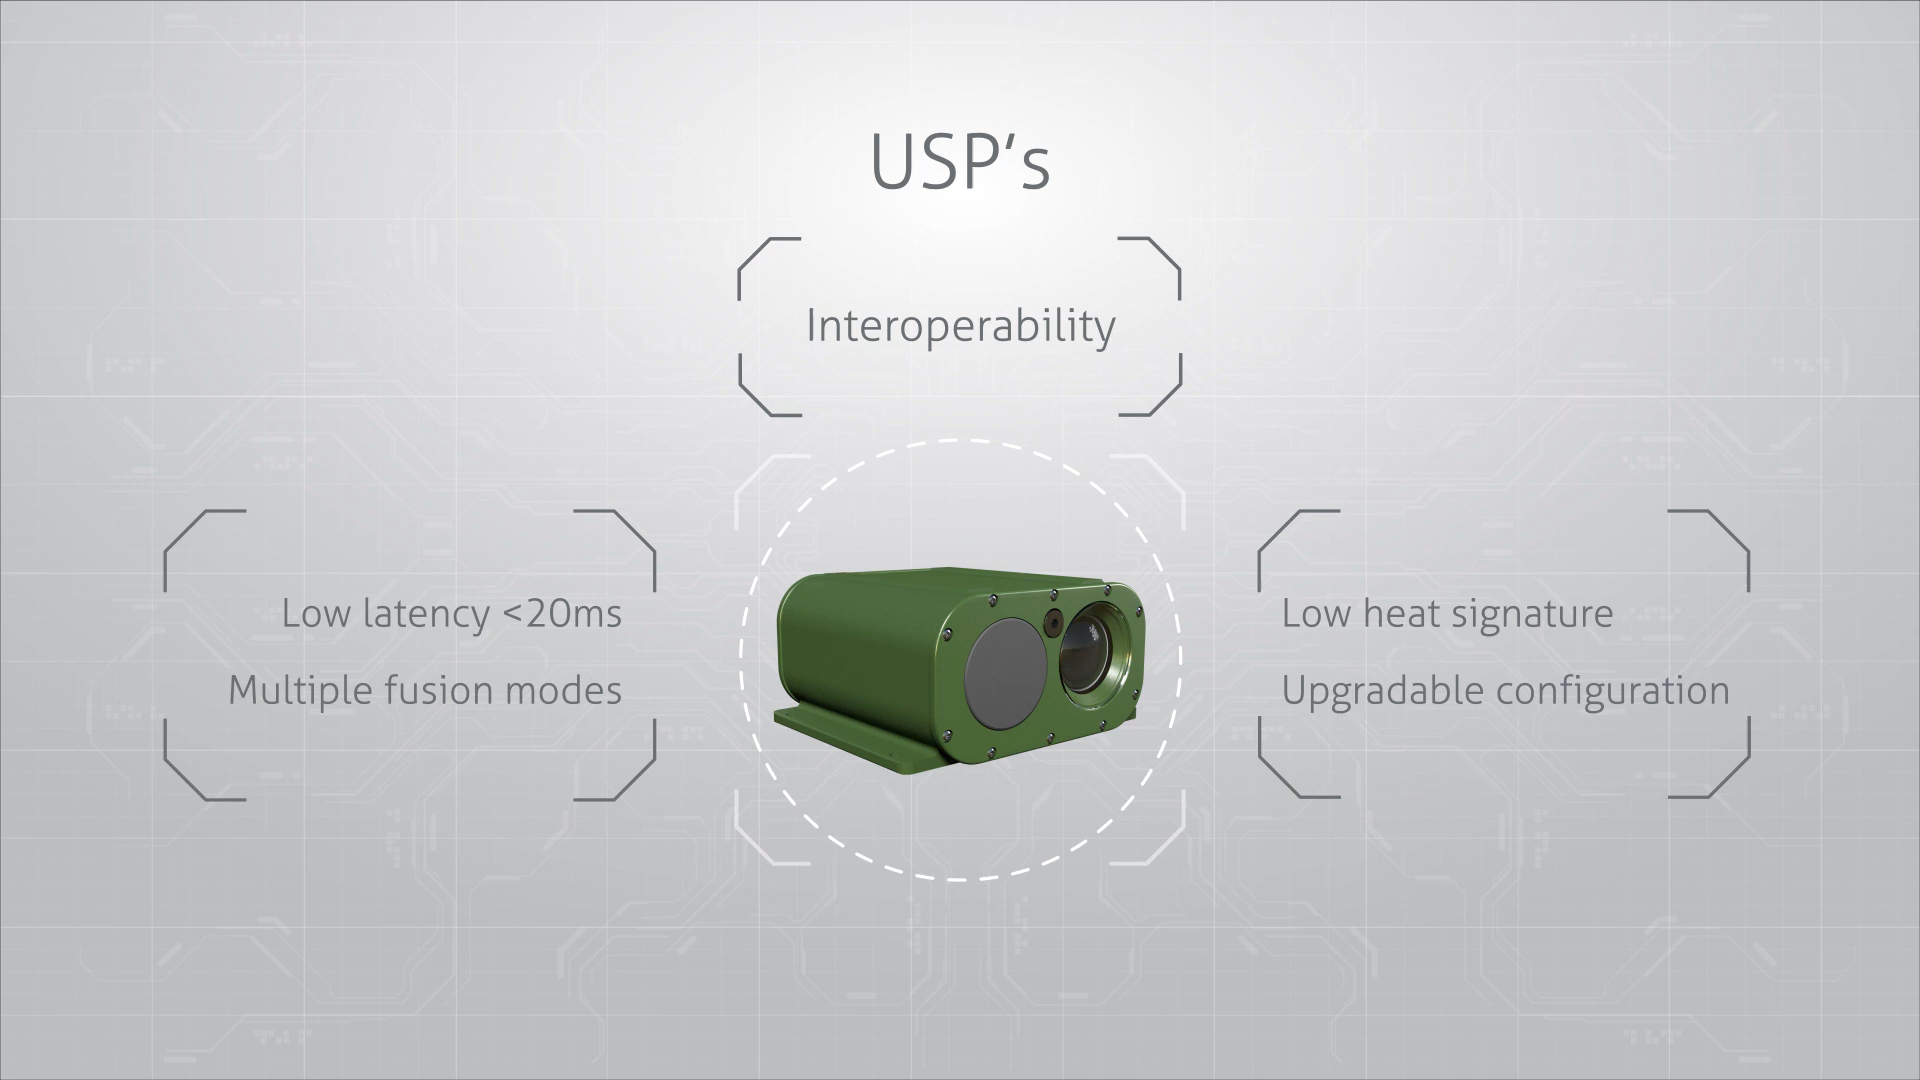 USP’s
Interoperability
Low latency <20ms
Multiple fusion modes
Low heat signature
Upgradable configuration